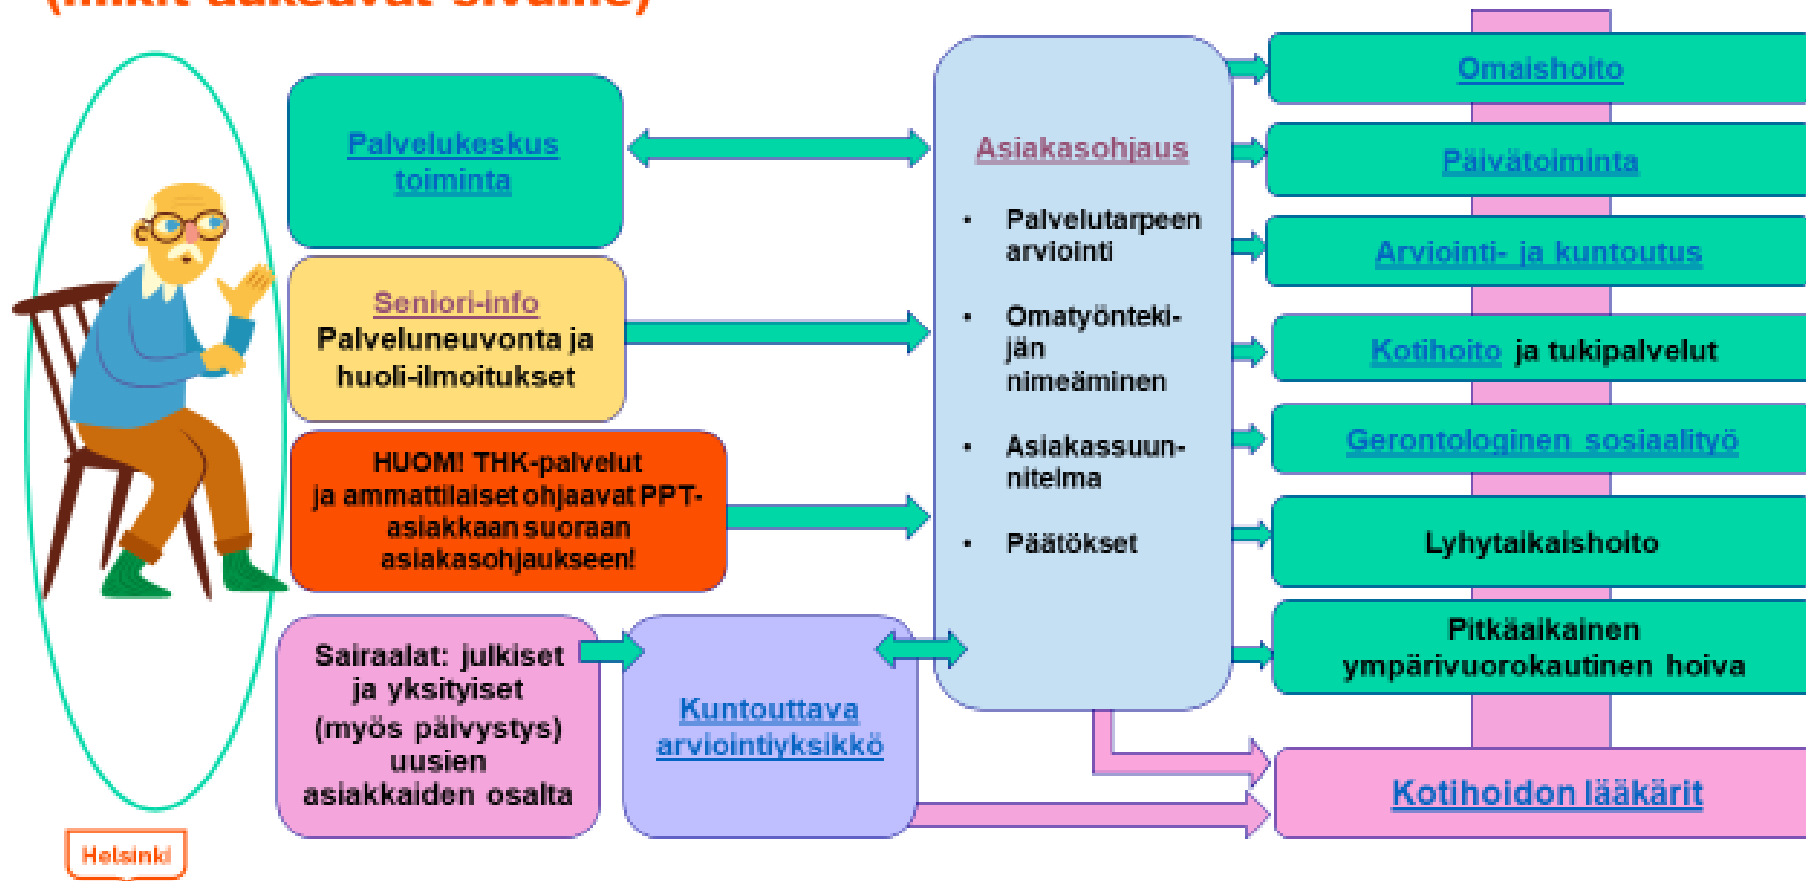 Palvelukeskus
toiminta
Seniori-info
Palveluneuvonta ja
huoli-ilmoitukset
HUOM! THK-palvelut
ja ammattilaiset ohjaavat PPT-
asiakkaan suoraan
asiakasohjaukseen!
Sairaalat: julkiset
ja yksityiset
(myös päivystys)
uusien
asiakkaiden osalta
Kuntouttava
arviointiyksikkö
Asiakasohjaus
• Palvelutarpeen
arviointi
• Omatyönteki-
jän
nimeäminen
• Asiakassuun-
nitelma
• Päätökset
Omaishoito
Päivätoiminta
Arviointi- ja kuntoutus
Kotihoito ja tukipalvelut
Gerontologinen sosiaalityö
Lyhytaikaishoito
Pitkäaikainen
ympärivuorokautinen hoiva
Kotihoidon lääkärit
Helsinki